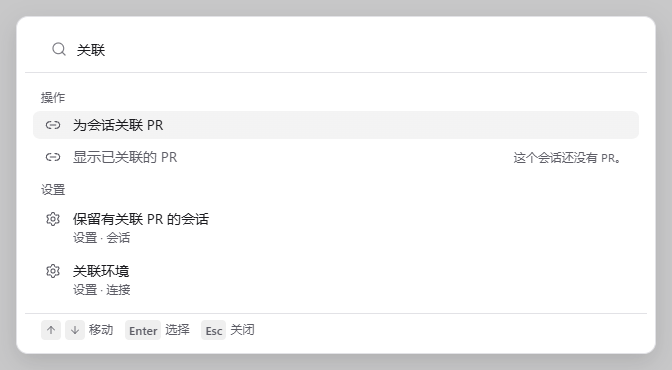 关联
操作
为会话关联 PR
显示已关联的 PR 这个会话还没有 PR。
设置
保留有关联 PR 的会话
设置 · 会话
关联环境
设置 · 连接
↑ ↓ 移动 Enter 选择 Esc 关闭